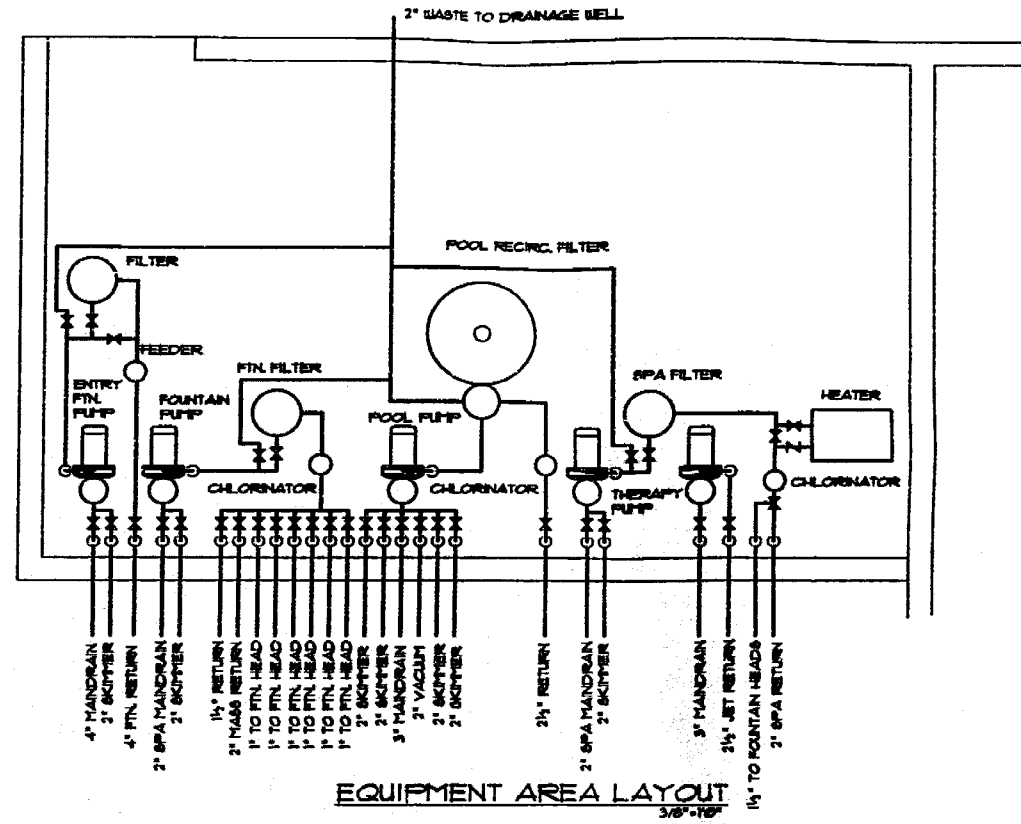 2" WASTE TO DRAINAGE WELL
POOL RECIRC. FILTER
FILTER
FEEDER
FTN. FILTER
SPA FILTER
HEATER
ENTRY
FTN.
PUMP
FOUNTAIN
PUMP
POOL PUMP
CHLORINATOR
CHLORINATOR
THERAPY
PUMP
CHLORINATOR
4" MAINDRAIN
2" SKIMMER
4" FTN. RETURN
2" SPA MAINDRAIN
2" SKIMMER
1½" RETURN
2" MASS RETURN
1" TO FTN. HEAD
1" TO FTN. HEAD
1" TO FTN. HEAD
1" TO FTN. HEAD
1" TO FTN. HEAD
1" TO FTN. HEAD
2" SKIMMER
2" SKIMMER
3" MAINDRAIN
2" VACUUM
2" SKIMMER
2" SKIMMER
2½" RETURN
2" SPA MAINDRAIN
2" SKIMMER
3" MAINDRAIN
2½" JET RETURN
1½" TO FOUNTAIN HEADS
2" SPA RETURN
EQUIPMENT AREA LAYOUT
3/8"=1'0"